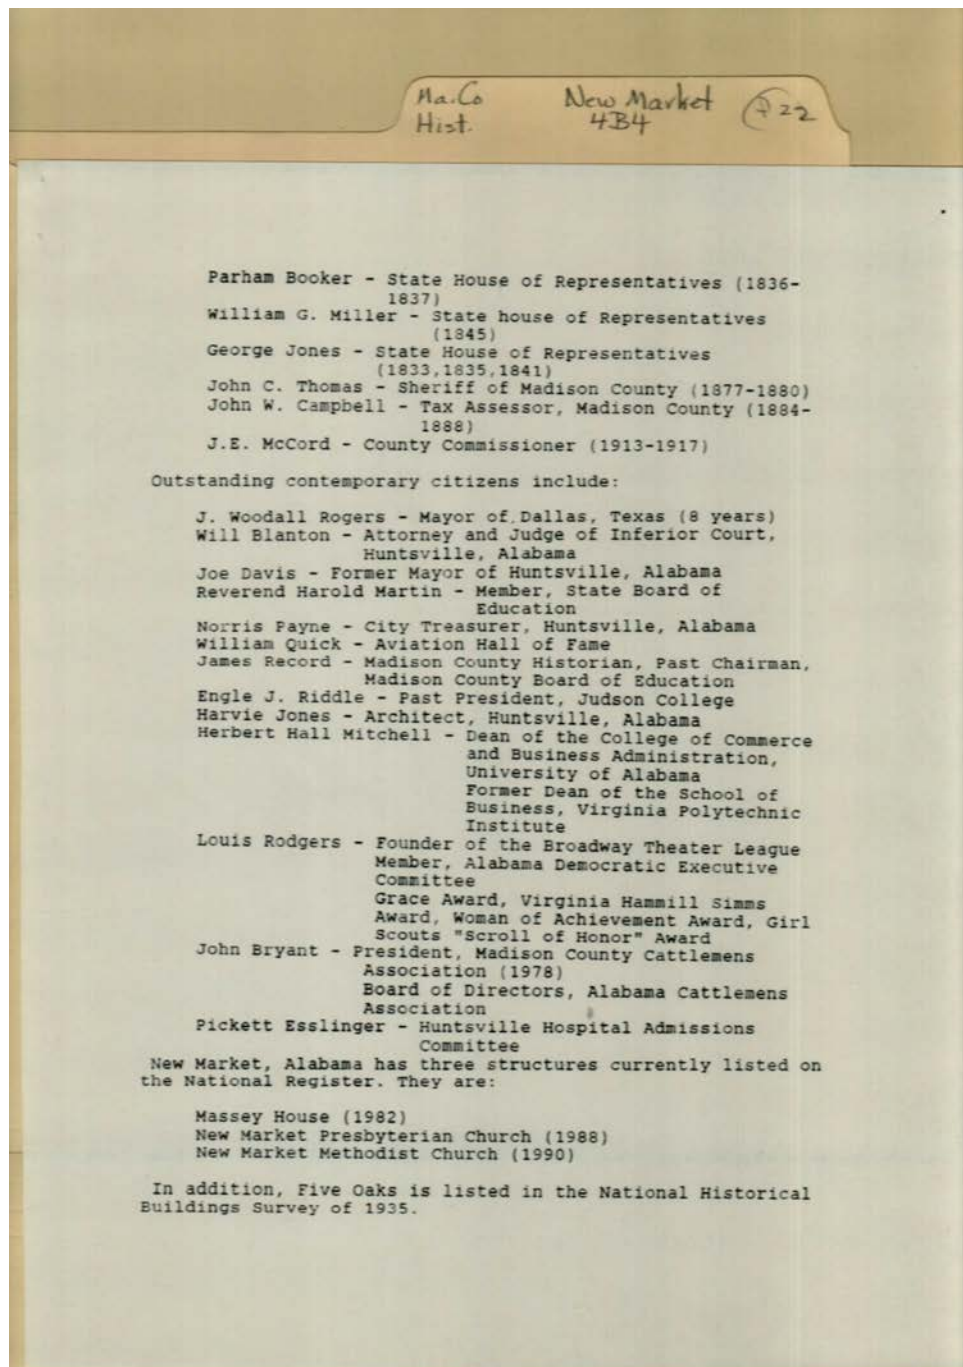 Ma.Co New Market
Hist. 4B4 22
Parham Booker - State House of Representatives (1836-
1837)
William G. Miller - State house of Representatives
(1845)
George Jones - State House of Representatives
(1833,1835,1841)
John C. Thomas - Sheriff of Madison County (1877-1880)
John W. Campbell - Tax Assessor, Madison County (1884-
1888)
J.E. McCord - County Commissioner (1913-1917)
Outstanding contemporary citizens include:
J. Woodall Rogers - Mayor of Dallas, Texas (8 years)
Will Blanton - Attorney and Judge of Inferior Court,
Huntsville, Alabama
Joe Davis - Former Mayor of Huntsville, Alabama
Reverend Harold Martin - Member, State Board of
Education
Norris Payne - City Treasurer, Huntsville, Alabama
William Quick - Aviation Hall of Fame
James Record - Madison County Historian, Past Chairman,
Madison County Board of Education
Engle J. Riddle - Past President, Judson College
Harvie Jones - Architect, Huntsville, Alabama
Herbert Hall Mitchell - Dean of the College of Commerce
and Business Administration,
University of Alabama
Former Dean of the School of
Business, Virginia Polytechnic
Institute
Louis Rodgers - Founder of the Broadway Theater League
Member, Alabama Democratic Executive
Committee
Grace Award, Virginia Hammill Simms
Award, Woman of Achievement Award, Girl
Scouts "Scroll of Honor" Award
John Bryant - President, Madison County Cattlemens
Association (1978)
Board of Directors, Alabama Cattlemens
Association
Pickett Esslinger - Huntsville Hospital Admissions
Committee
New Market, Alabama has three structures currently listed on
the National Register. They are:
Massey House (1982)
New Market Presbyterian Church (1988)
New Market Methodist Church (1990)
In addition, Five Oaks is listed in the National Historical
Buildings Survey of 1935.